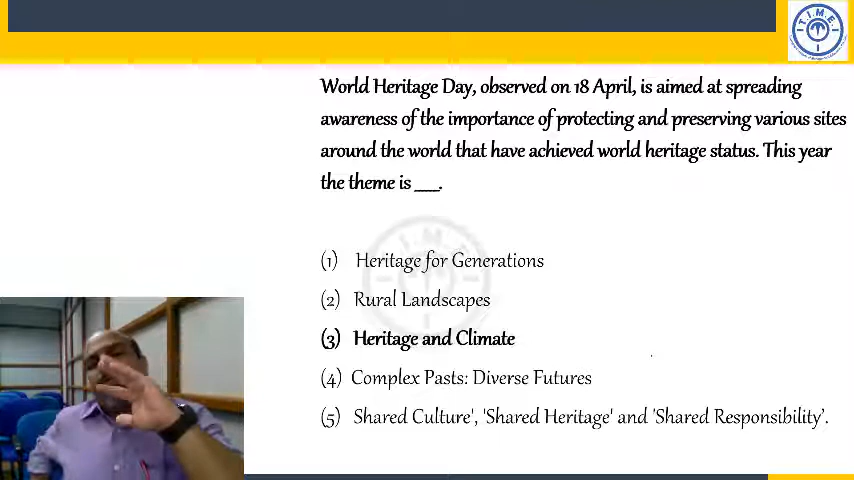 T.I.M.E.
World Heritage Day, observed on 18 April, is aimed at spreading
awareness of the importance of protecting and preserving various sites
around the world that have achieved world heritage status. This year
the theme is ___.
(1) Heritage for Generations
(2) Rural Landscapes
(3) Heritage and Climate
(4) Complex Pasts: Diverse Futures
(5) Shared Culture', 'Shared Heritage' and 'Shared Responsibility'.